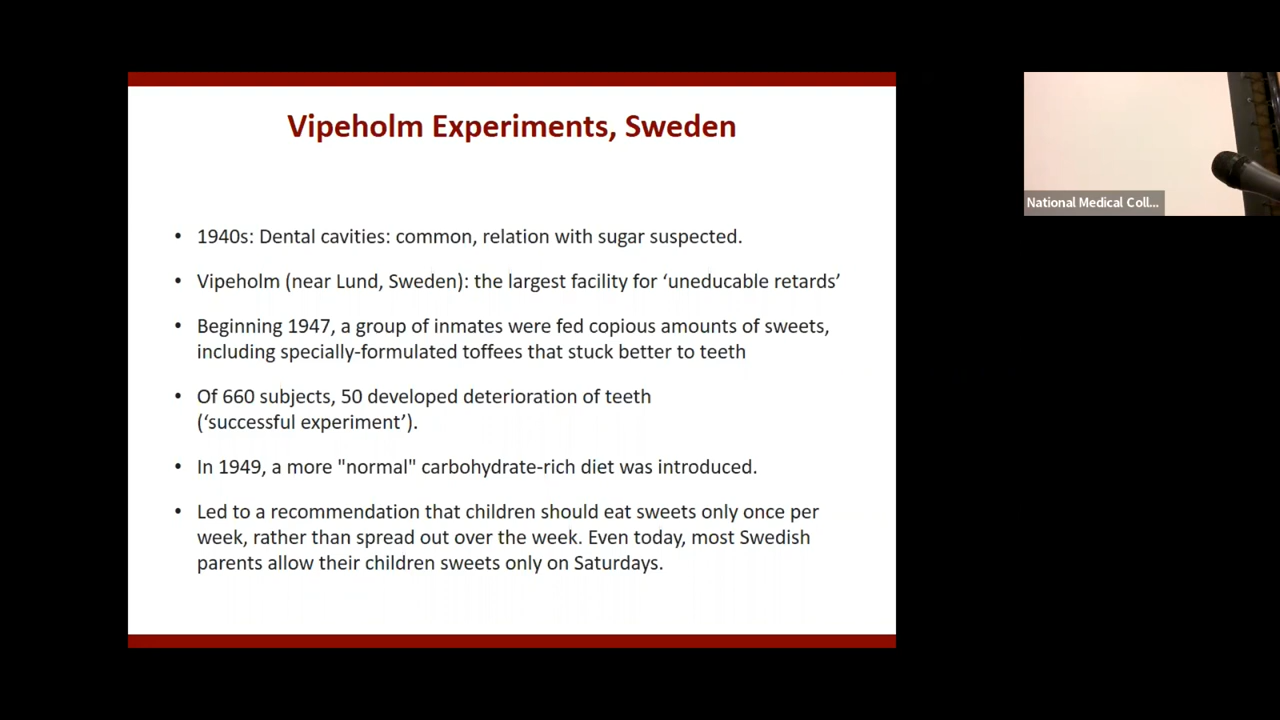 Vipeholm Experiments, Sweden
• 1940s: Dental cavities: common, relation with sugar suspected.
• Vipeholm (near Lund, Sweden): the largest facility for ‘uneducable retards’
• Beginning 1947, a group of inmates were fed copious amounts of sweets,
including specially-formulated toffees that stuck better to teeth
• Of 660 subjects, 50 developed deterioration of teeth
(‘successful experiment’).
• In 1949, a more "normal" carbohydrate-rich diet was introduced.
• Led to a recommendation that children should eat sweets only once per
week, rather than spread out over the week. Even today, most Swedish
parents allow their children sweets only on Saturdays.
National Medical Coll...